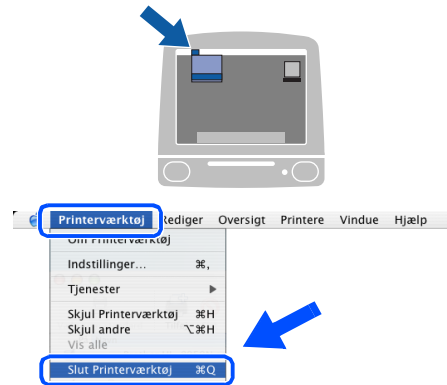 Printerværktøj Rediger Oversigt Printere Vindue Hjælp
Om Printerværktøj
Indstillinger... ⌘,
Tjenester ▶
Skjul Printerværktøj ⌘H
Skjul andre ⌥⌘H
Vis alle
Slut Printerværktøj ⌘Q